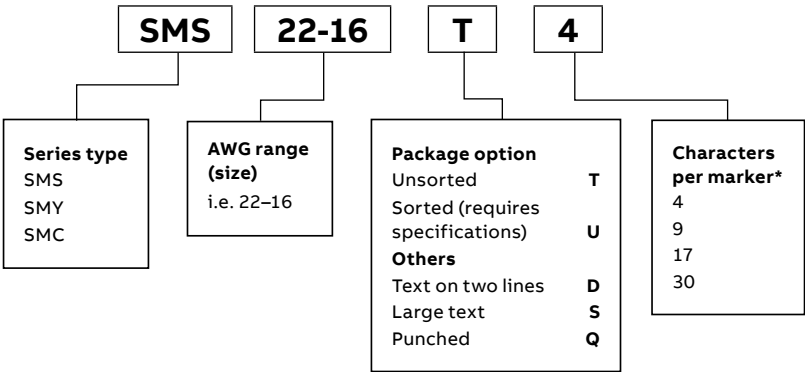 SMS 22-16 T 4
Series type
SMS
SMY
SMC
AWG range
(size)
i.e. 22–16
Package option
Unsorted T
Sorted (requires
specifications) U
Others
Text on two lines D
Large text S
Punched Q
Characters
per marker*
4
9
17
30